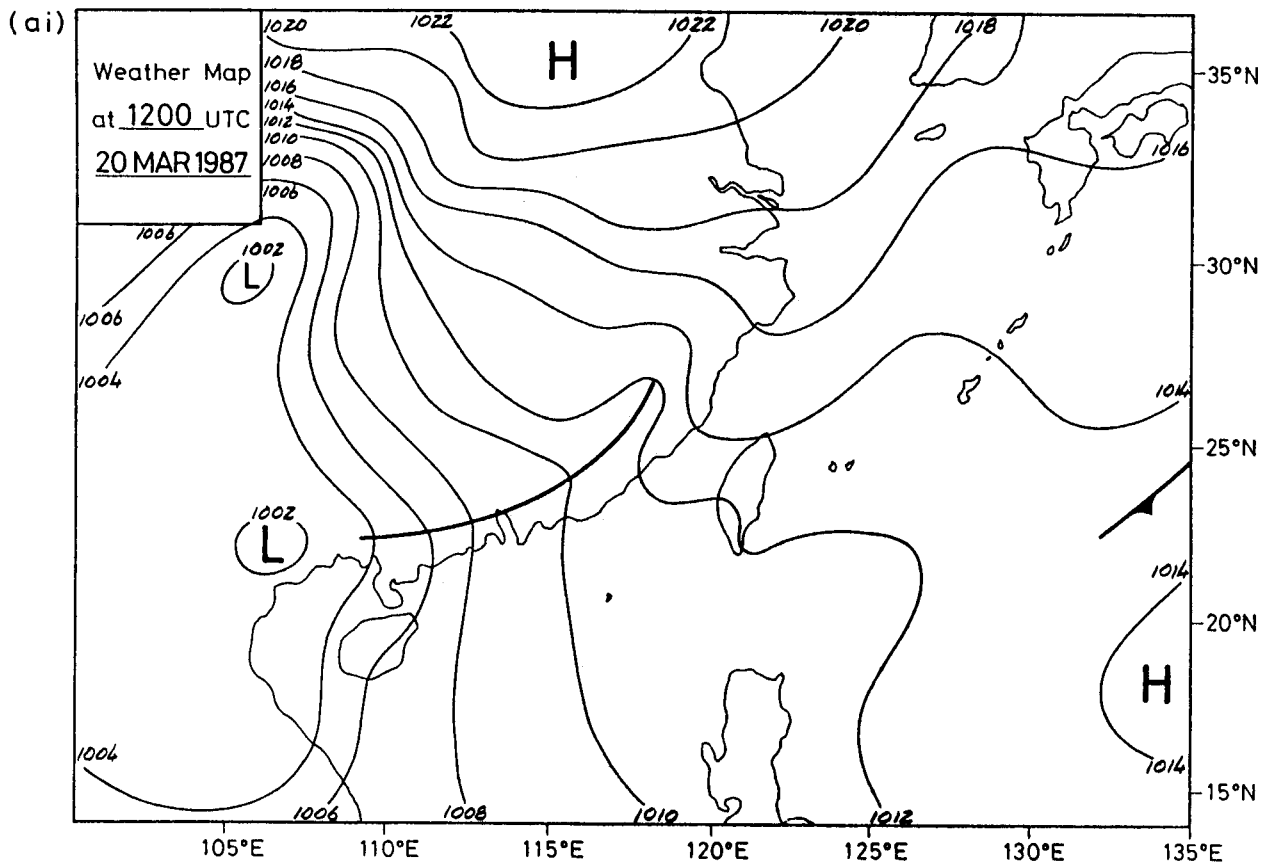 (ai)
Weather Map
at 1200 UTC
20 MAR 1987
1020
1022
H
1022
1020
1018
1018
1016
1014
1012
1010
1008
1006
1006
1002
L
1006
1004
1016
1014
1002
L
1014
H
1014
1004
1006
1008
1010
1012
35°N
30°N
25°N
20°N
15°N
105°E
110°E
115°E
120°E
125°E
130°E
135°E